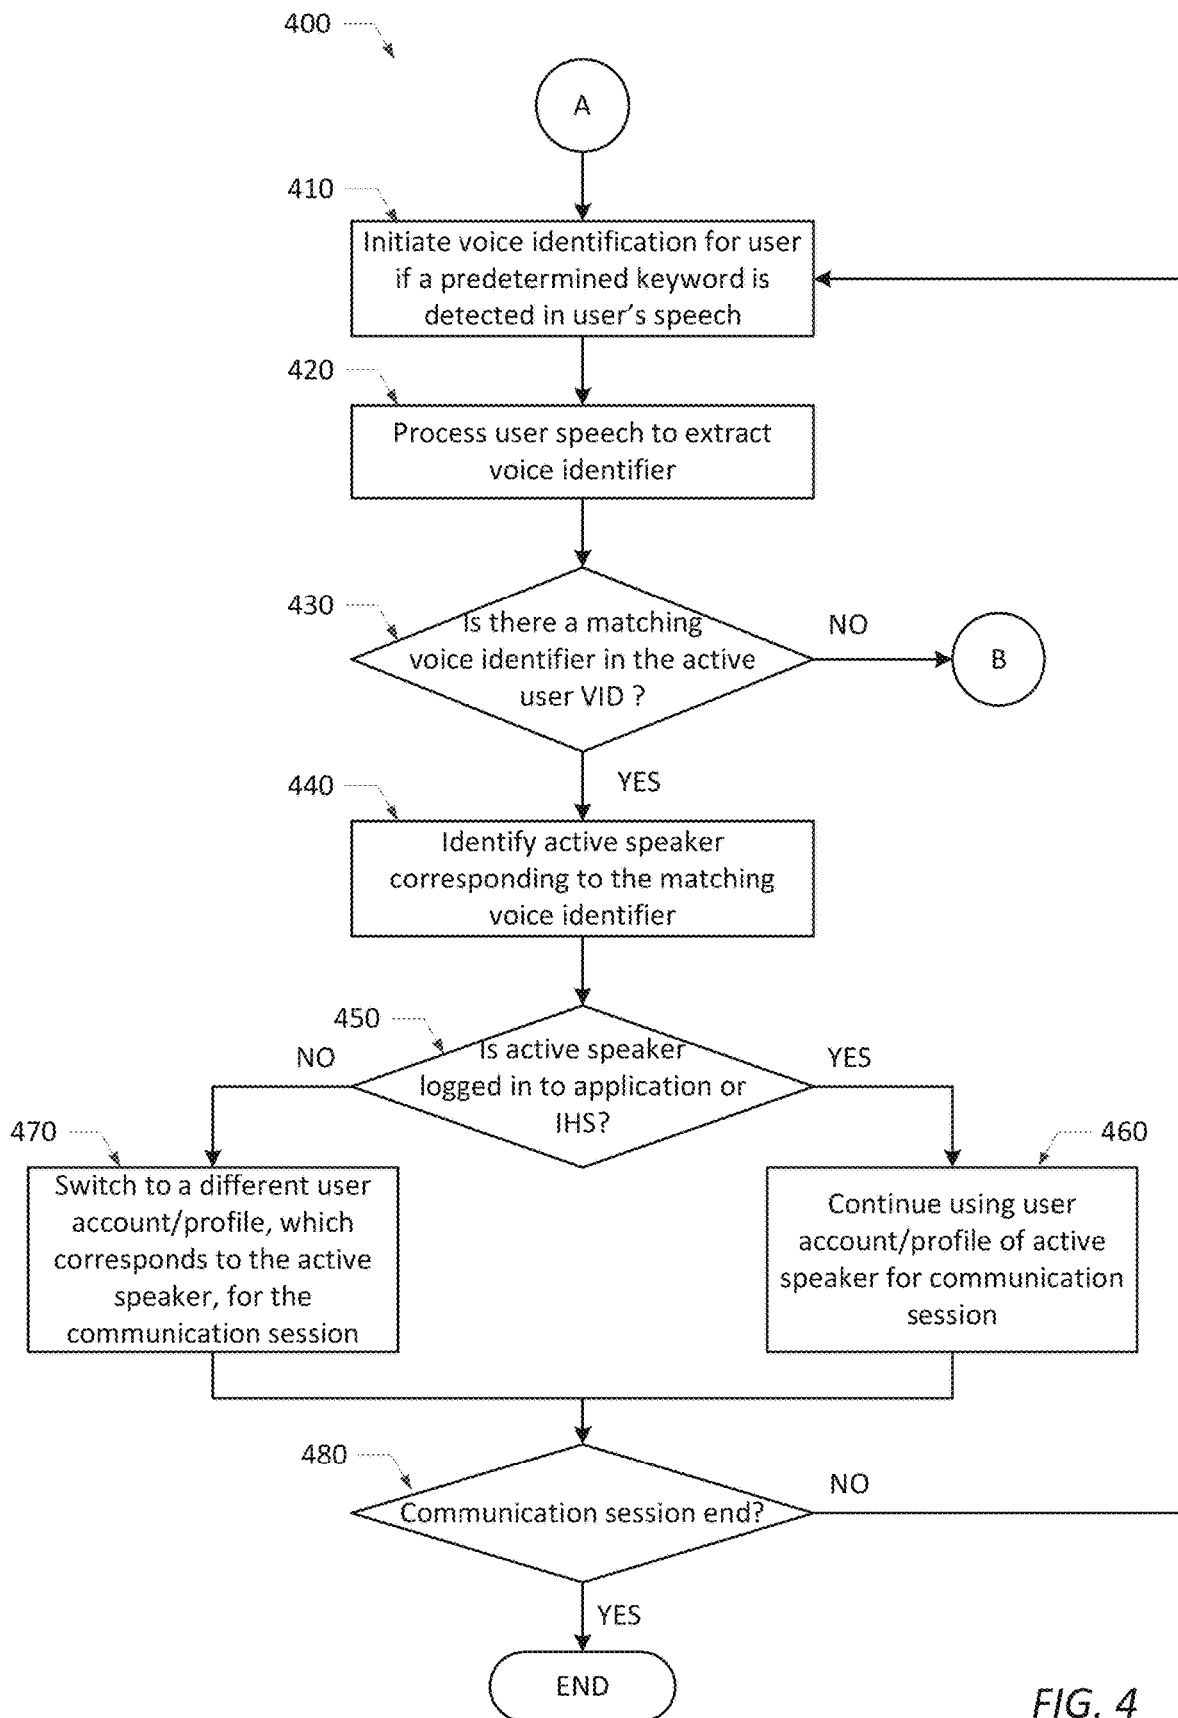 400
A
410
Initiate voice identification for user
if a predetermined keyword is
detected in user's speech
420
Process user speech to extract
voice identifier
430
Is there a matching
voice identifier in the active
user VID ?
NO
B
YES
440
Identify active speaker
corresponding to the matching
voice identifier
450
Is active speaker
logged in to application or
IHS?
NO
YES
470
Switch to a different user
account/profile, which
corresponds to the active
speaker, for the
communication session
460
Continue using user
account/profile of active
speaker for communication
session
480
Communication session end?
NO
YES
END
FIG. 4